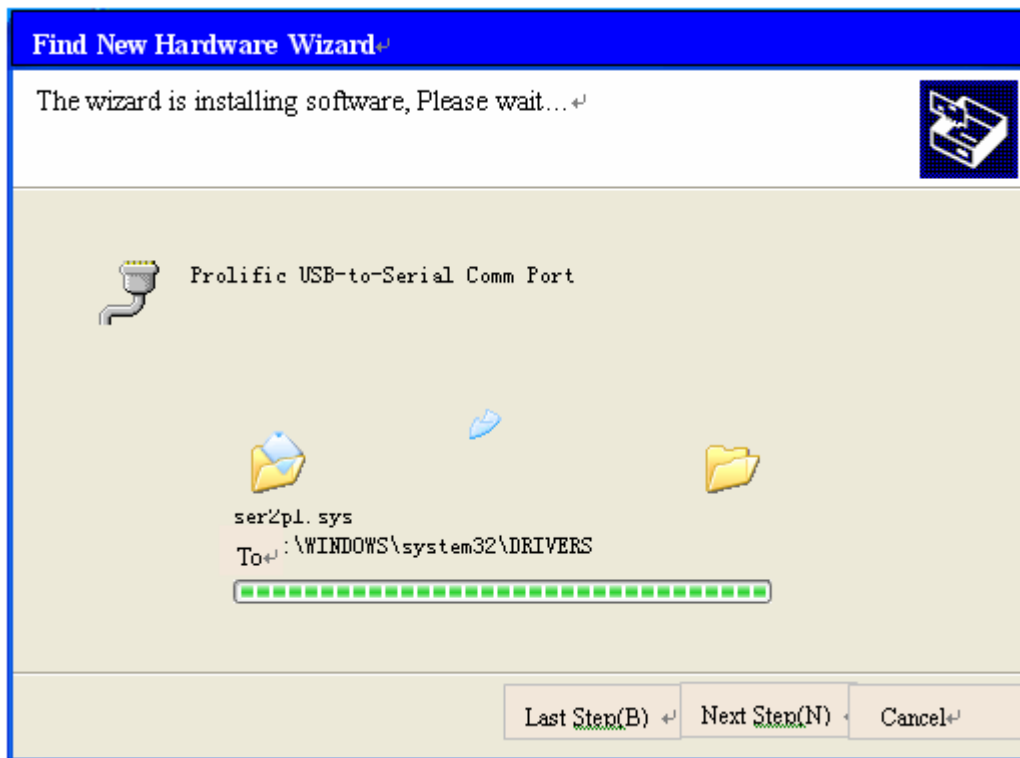 Find New Hardware Wizard↵
The wizard is installing software, Please wait...↵
Prolific USB-to-Serial Comm Port
ser2pl.sys
To↵ :\WINDOWS\system32\DRIVERS
Last Step(B) ↵ Next Step(N) ↵ Cancel↵